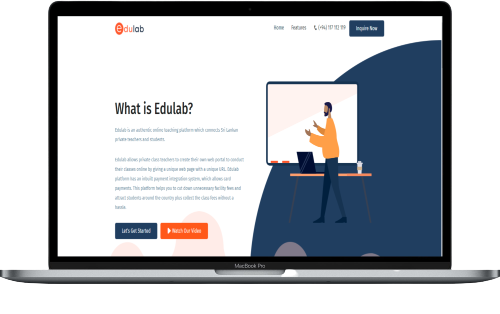 edulab
Home Features (+94) 117 112 199 Inquire Now
What is Edulab?
Edulab is an authentic online teaching platform which connects Sri Lankan
private teachers and students.
Edulab allows private class teachers to create their own web portal to conduct
their classes online by giving a unique web page with a unique URL. Edulab
platform has an inbuilt payment integration system, which allows card
payments. This platform helps you to cut down unnecessary facility fees and
attract students around the country plus collect the class fees without a
hassle.
Let's Get Started Watch Our Video
MacBook Pro